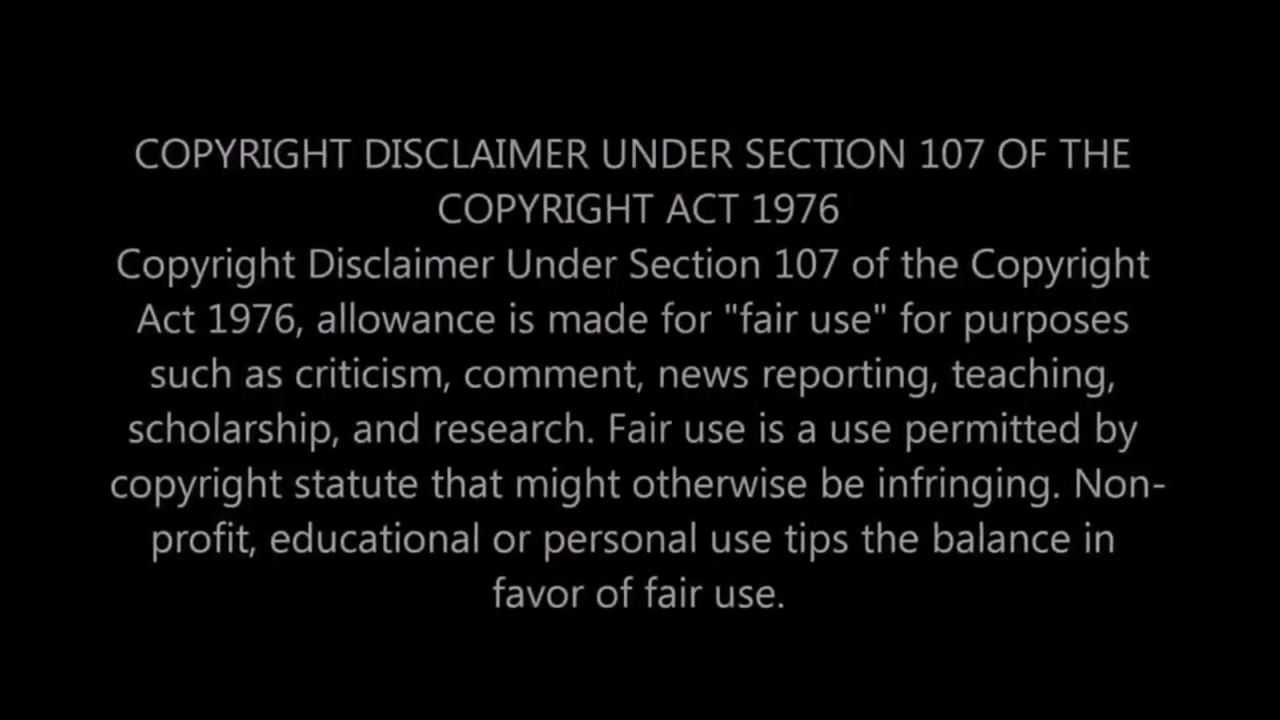 COPYRIGHT DISCLAIMER UNDER SECTION 107 OF THE
COPYRIGHT ACT 1976
Copyright Disclaimer Under Section 107 of the Copyright
Act 1976, allowance is made for "fair use" for purposes
such as criticism, comment, news reporting, teaching,
scholarship, and research. Fair use is a use permitted by
copyright statute that might otherwise be infringing. Non-
profit, educational or personal use tips the balance in
favor of fair use.